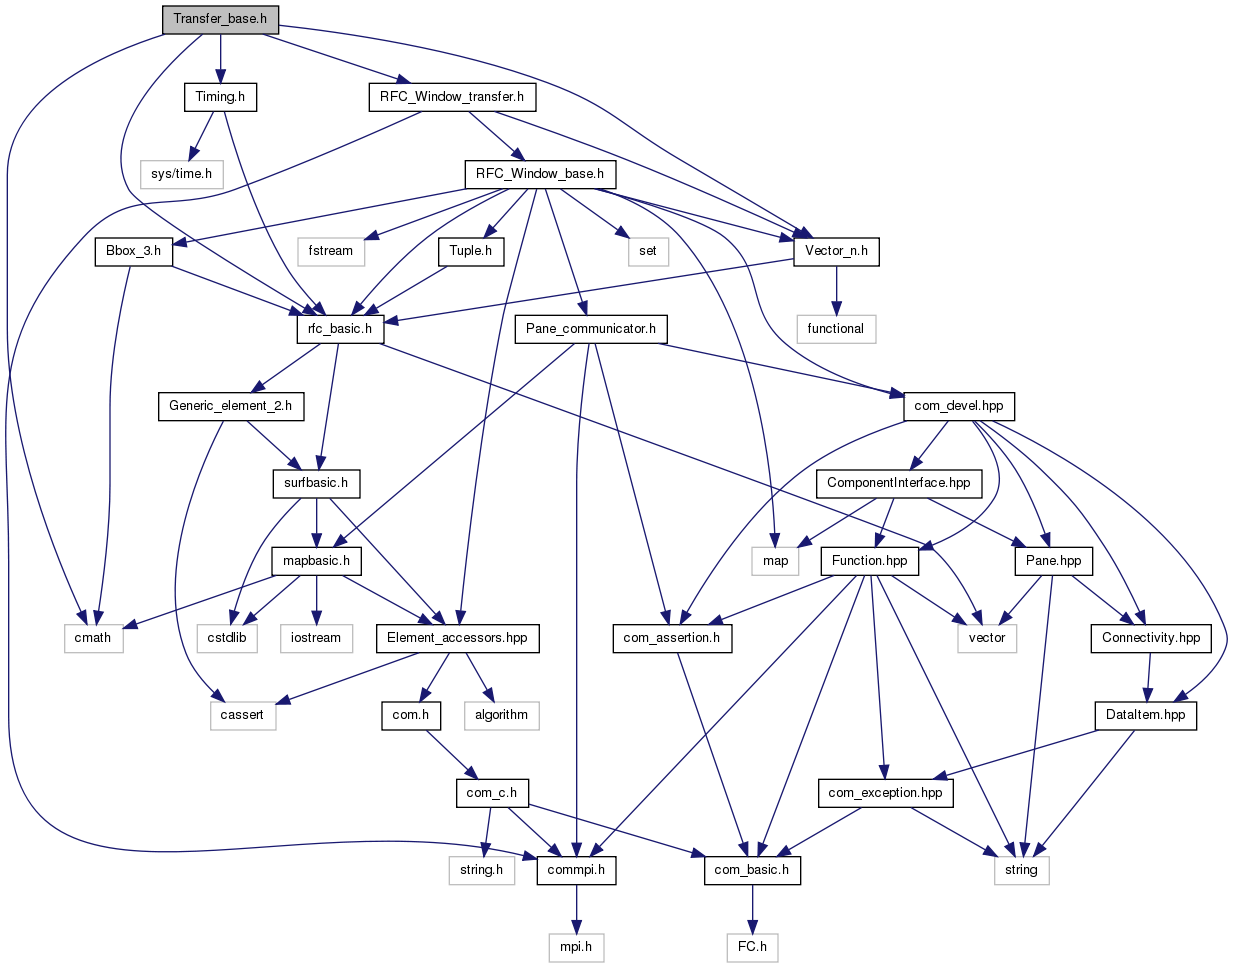 Transfer_base.h
Timing.h
RFC_Window_transfer.h
sys/time.h
RFC_Window_base.h
Bbox_3.h
fstream
Tuple.h
set
Vector_n.h
rfc_basic.h
Pane_communicator.h
functional
Generic_element_2.h
com_devel.hpp
surfbasic.h
ComponentInterface.hpp
mapbasic.h
map
Function.hpp
Pane.hpp
cmath
cstdlib
iostream
Element_accessors.hpp
com_assertion.h
vector
Connectivity.hpp
cassert
com.h
algorithm
DataItem.hpp
com_c.h
com_exception.hpp
string.h
commpi.h
com_basic.h
string
mpi.h
FC.h